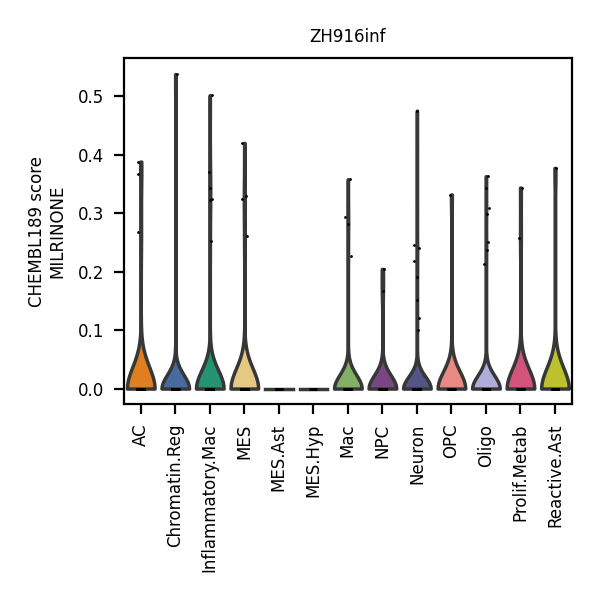 ZH916inf
CHEMBL189 score
MILRINONE
0.5
0.4
0.3
0.2
0.1
0.0
AC
Chromatin.Reg
Inflammatory.Mac
MES
MES.Ast
MES.Hyp
Mac
NPC
Neuron
OPC
Oligo
Prolif.Metab
Reactive.Ast